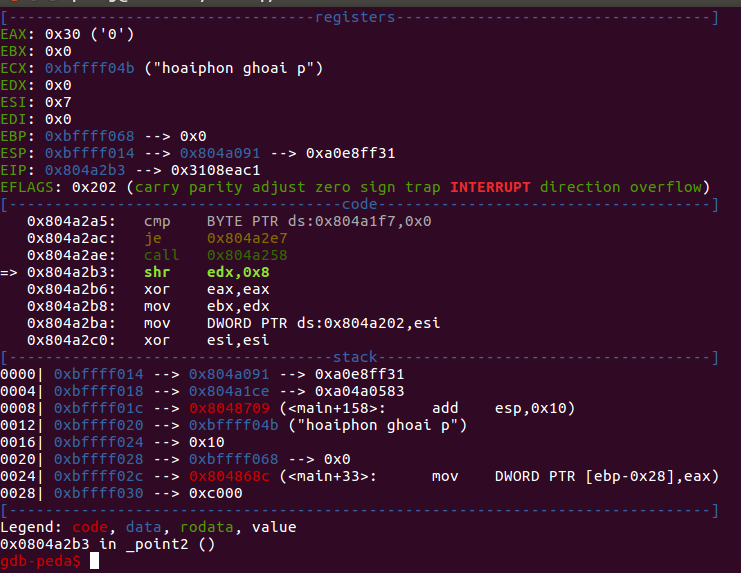 [----------------------------------registers-----------------------------------]
EAX: 0x30 ('0')
EBX: 0x0
ECX: 0xbffff04b ("hoaiphon ghoai p")
EDX: 0x0
ESI: 0x7
EDI: 0x0
EBP: 0xbffff068 --> 0x0
ESP: 0xbffff014 --> 0x804a091 --> 0xa0e8ff31
EIP: 0x804a2b3 --> 0x3108eac1
EFLAGS: 0x202 (carry parity adjust zero sign trap INTERRUPT direction overflow)
[-------------------------------------code-------------------------------------]
   0x804a2a5:	cmp    BYTE PTR ds:0x804a1f7,0x0
   0x804a2ac:	je     0x804a2e7
   0x804a2ae:	call   0x804a258
=> 0x804a2b3:	shr    edx,0x8
   0x804a2b6:	xor    eax,eax
   0x804a2b8:	mov    ebx,edx
   0x804a2ba:	mov    DWORD PTR ds:0x804a202,esi
   0x804a2c0:	xor    esi,esi
[------------------------------------stack-------------------------------------]
0000| 0xbffff014 --> 0x804a091 --> 0xa0e8ff31
0004| 0xbffff018 --> 0x804a1ce --> 0xa04a0583
0008| 0xbffff01c --> 0x8048709 (<main+158>:	add    esp,0x10)
0012| 0xbffff020 --> 0xbffff04b ("hoaiphon ghoai p")
0016| 0xbffff024 --> 0x10
0020| 0xbffff028 --> 0xbffff068 --> 0x0
0024| 0xbffff02c --> 0x804868c (<main+33>:	mov    DWORD PTR [ebp-0x28],eax)
0028| 0xbffff030 --> 0xc000
[------------------------------------------------------------------------------]
Legend: code, data, rodata, value
0x0804a2b3 in _point2 ()
gdb-peda$